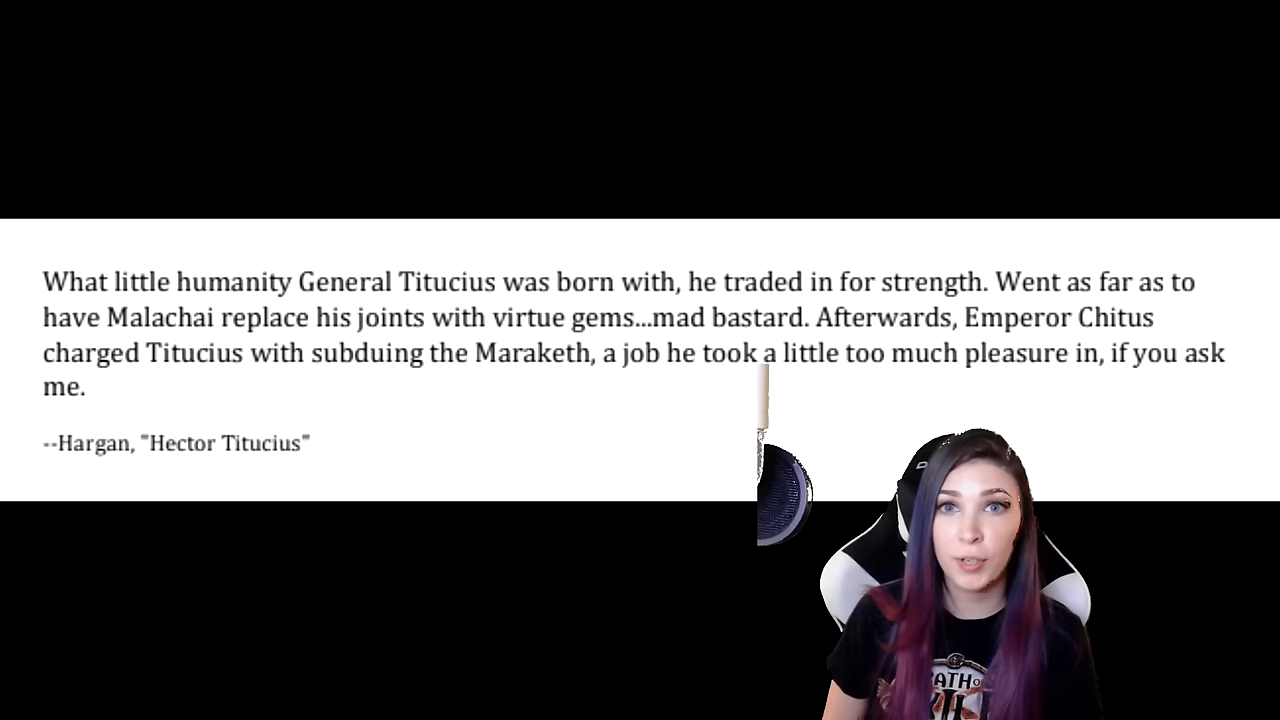 What little humanity General Titucius was born with, he traded in for strength. Went as far as to
have Malachai replace his joints with virtue gems...mad bastard. Afterwards, Emperor Chitus
charged Titucius with subduing the Maraketh, a job he took a little too much pleasure in, if you ask
me.
--Hargan, "Hector Titucius"